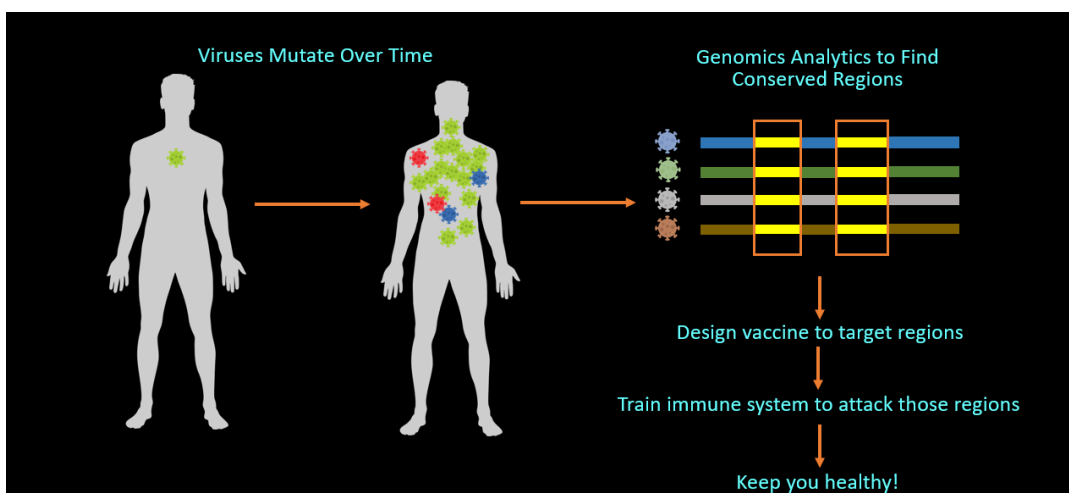 Viruses Mutate Over Time
Genomics Analytics to Find
Conserved Regions
Design vaccine to target regions
Train immune system to attack those regions
Keep you healthy!